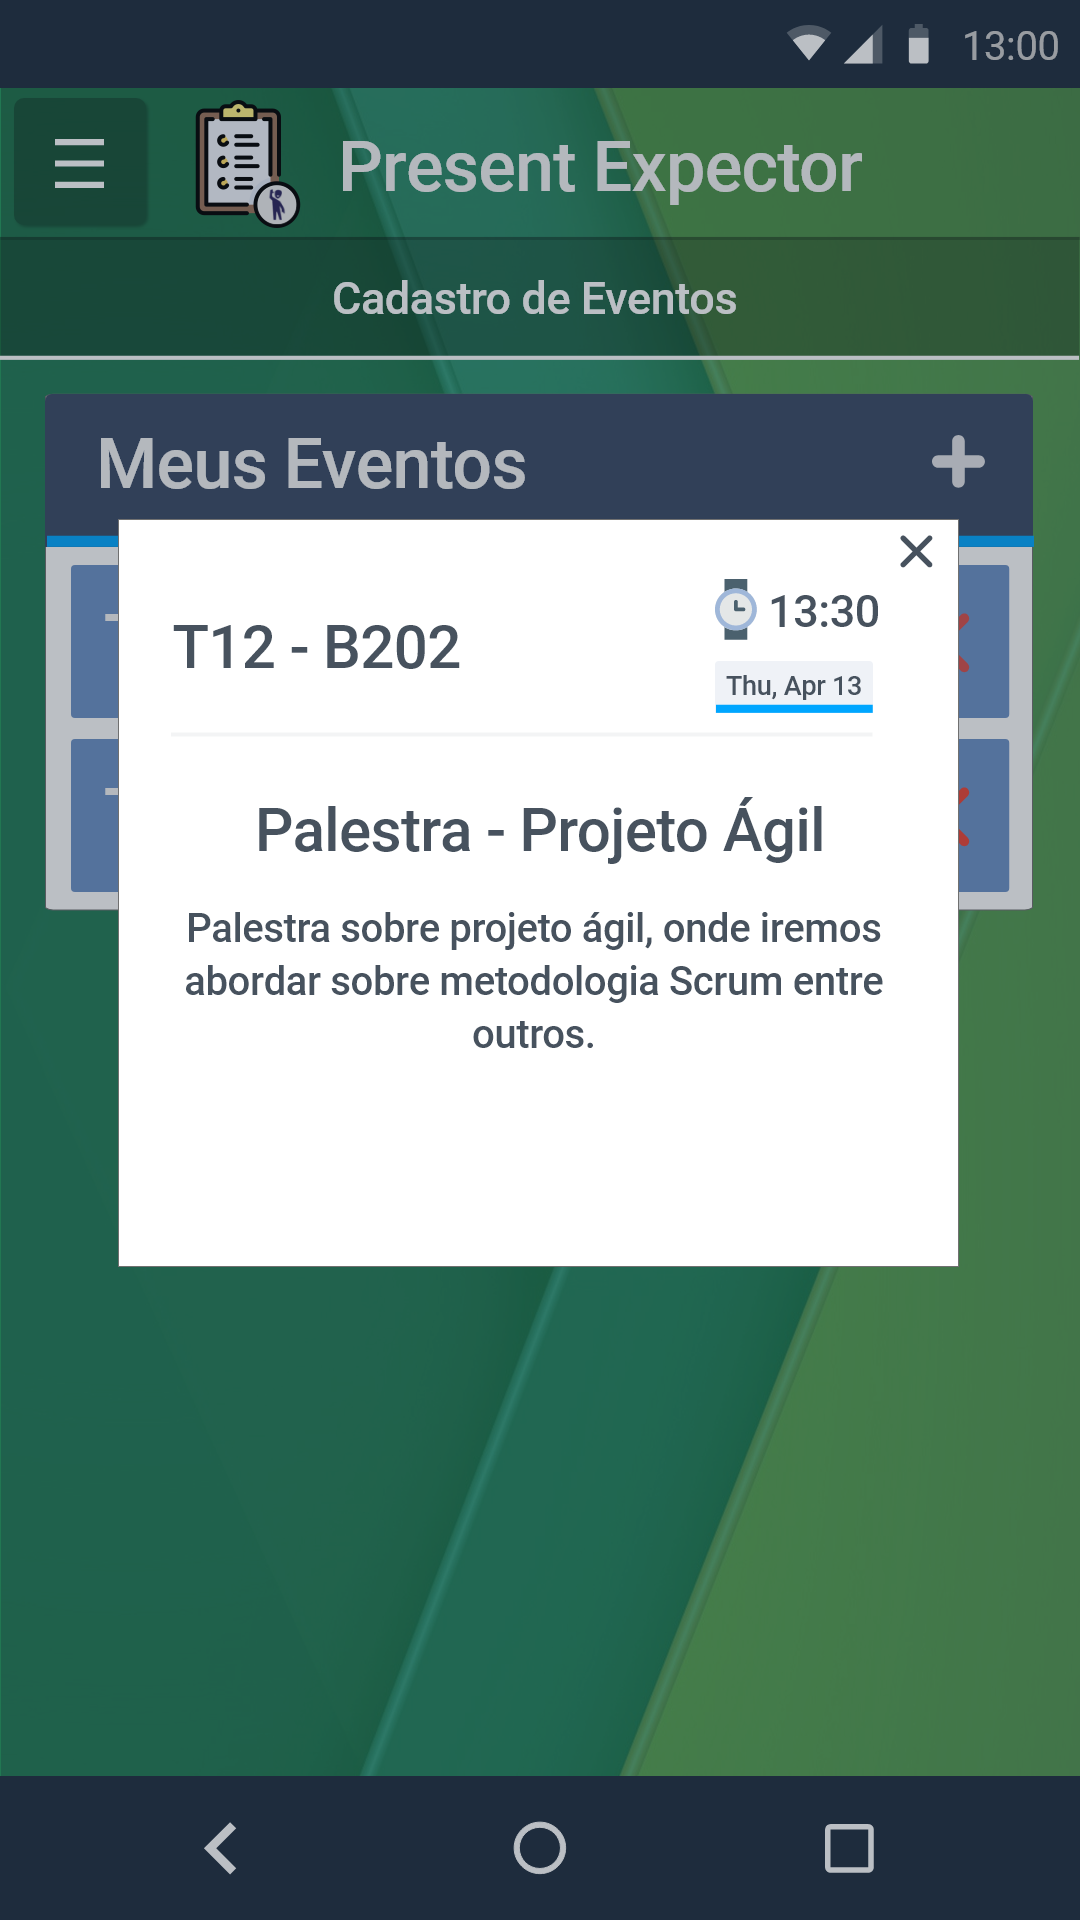 13:00
Present Expector
Cadastro de Eventos
Meus Eventos
T12 - B202
13:30
Thu, Apr 13
Palestra - Projeto Ágil
Palestra sobre projeto ágil, onde iremos
abordar sobre metodologia Scrum entre
outros.